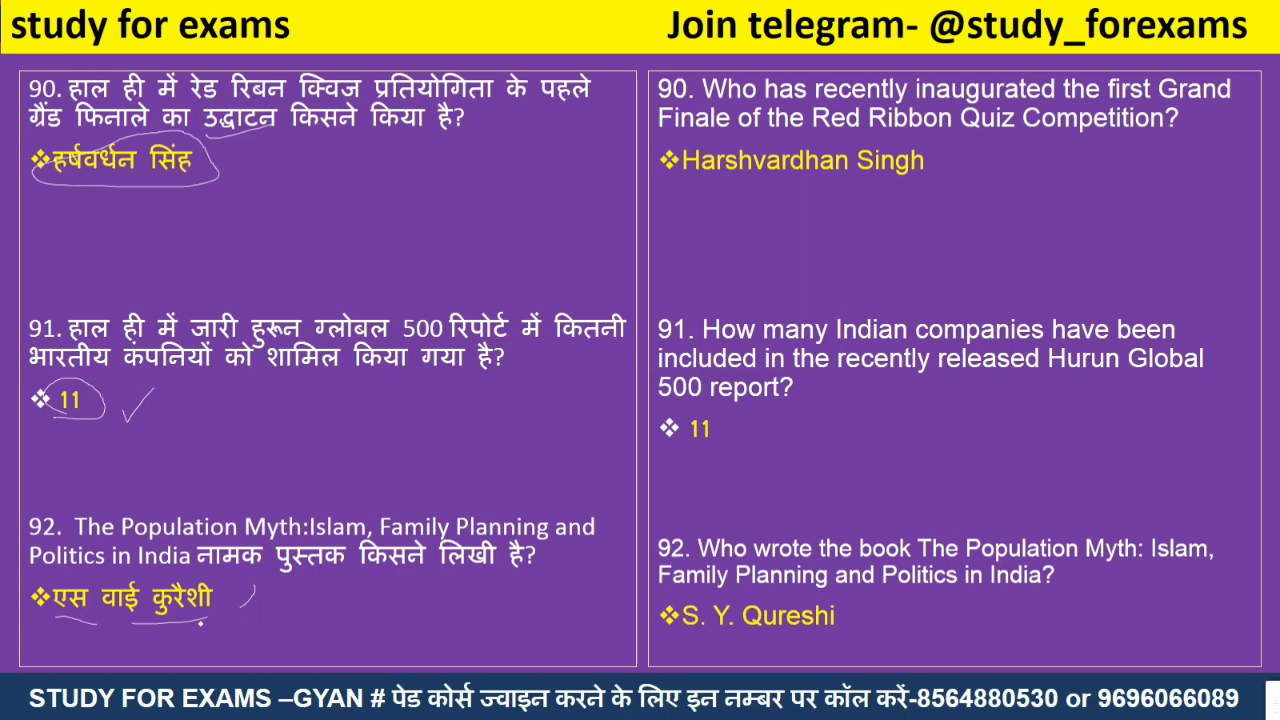 study for exams
Join telegram- @study_forexams
90. हाल ही में रेड रिबन क्विज प्रतियोगिता के पहले
ग्रैंड फिनाले का उद्घाटन किसने किया है?
❖हर्षवर्धन सिंह
91. हाल ही में जारी हुरून ग्लोबल 500 रिपोर्ट में कितनी
भारतीय कंपनियों को शामिल किया गया है?
❖ 11
92. The Population Myth:Islam, Family Planning and
Politics in India नामक पुस्तक किसने लिखी है?
❖एस वाई कुरैशी
90. Who has recently inaugurated the first Grand
Finale of the Red Ribbon Quiz Competition?
❖Harshvardhan Singh
91. How many Indian companies have been
included in the recently released Hurun Global
500 report?
❖ 11
92. Who wrote the book The Population Myth: Islam,
Family Planning and Politics in India?
❖S. Y. Qureshi
STUDY FOR EXAMS –GYAN # पेड कोर्स ज्वाइन करने के लिए इन नम्बर पर कॉल करें-8564880530 or 9696066089